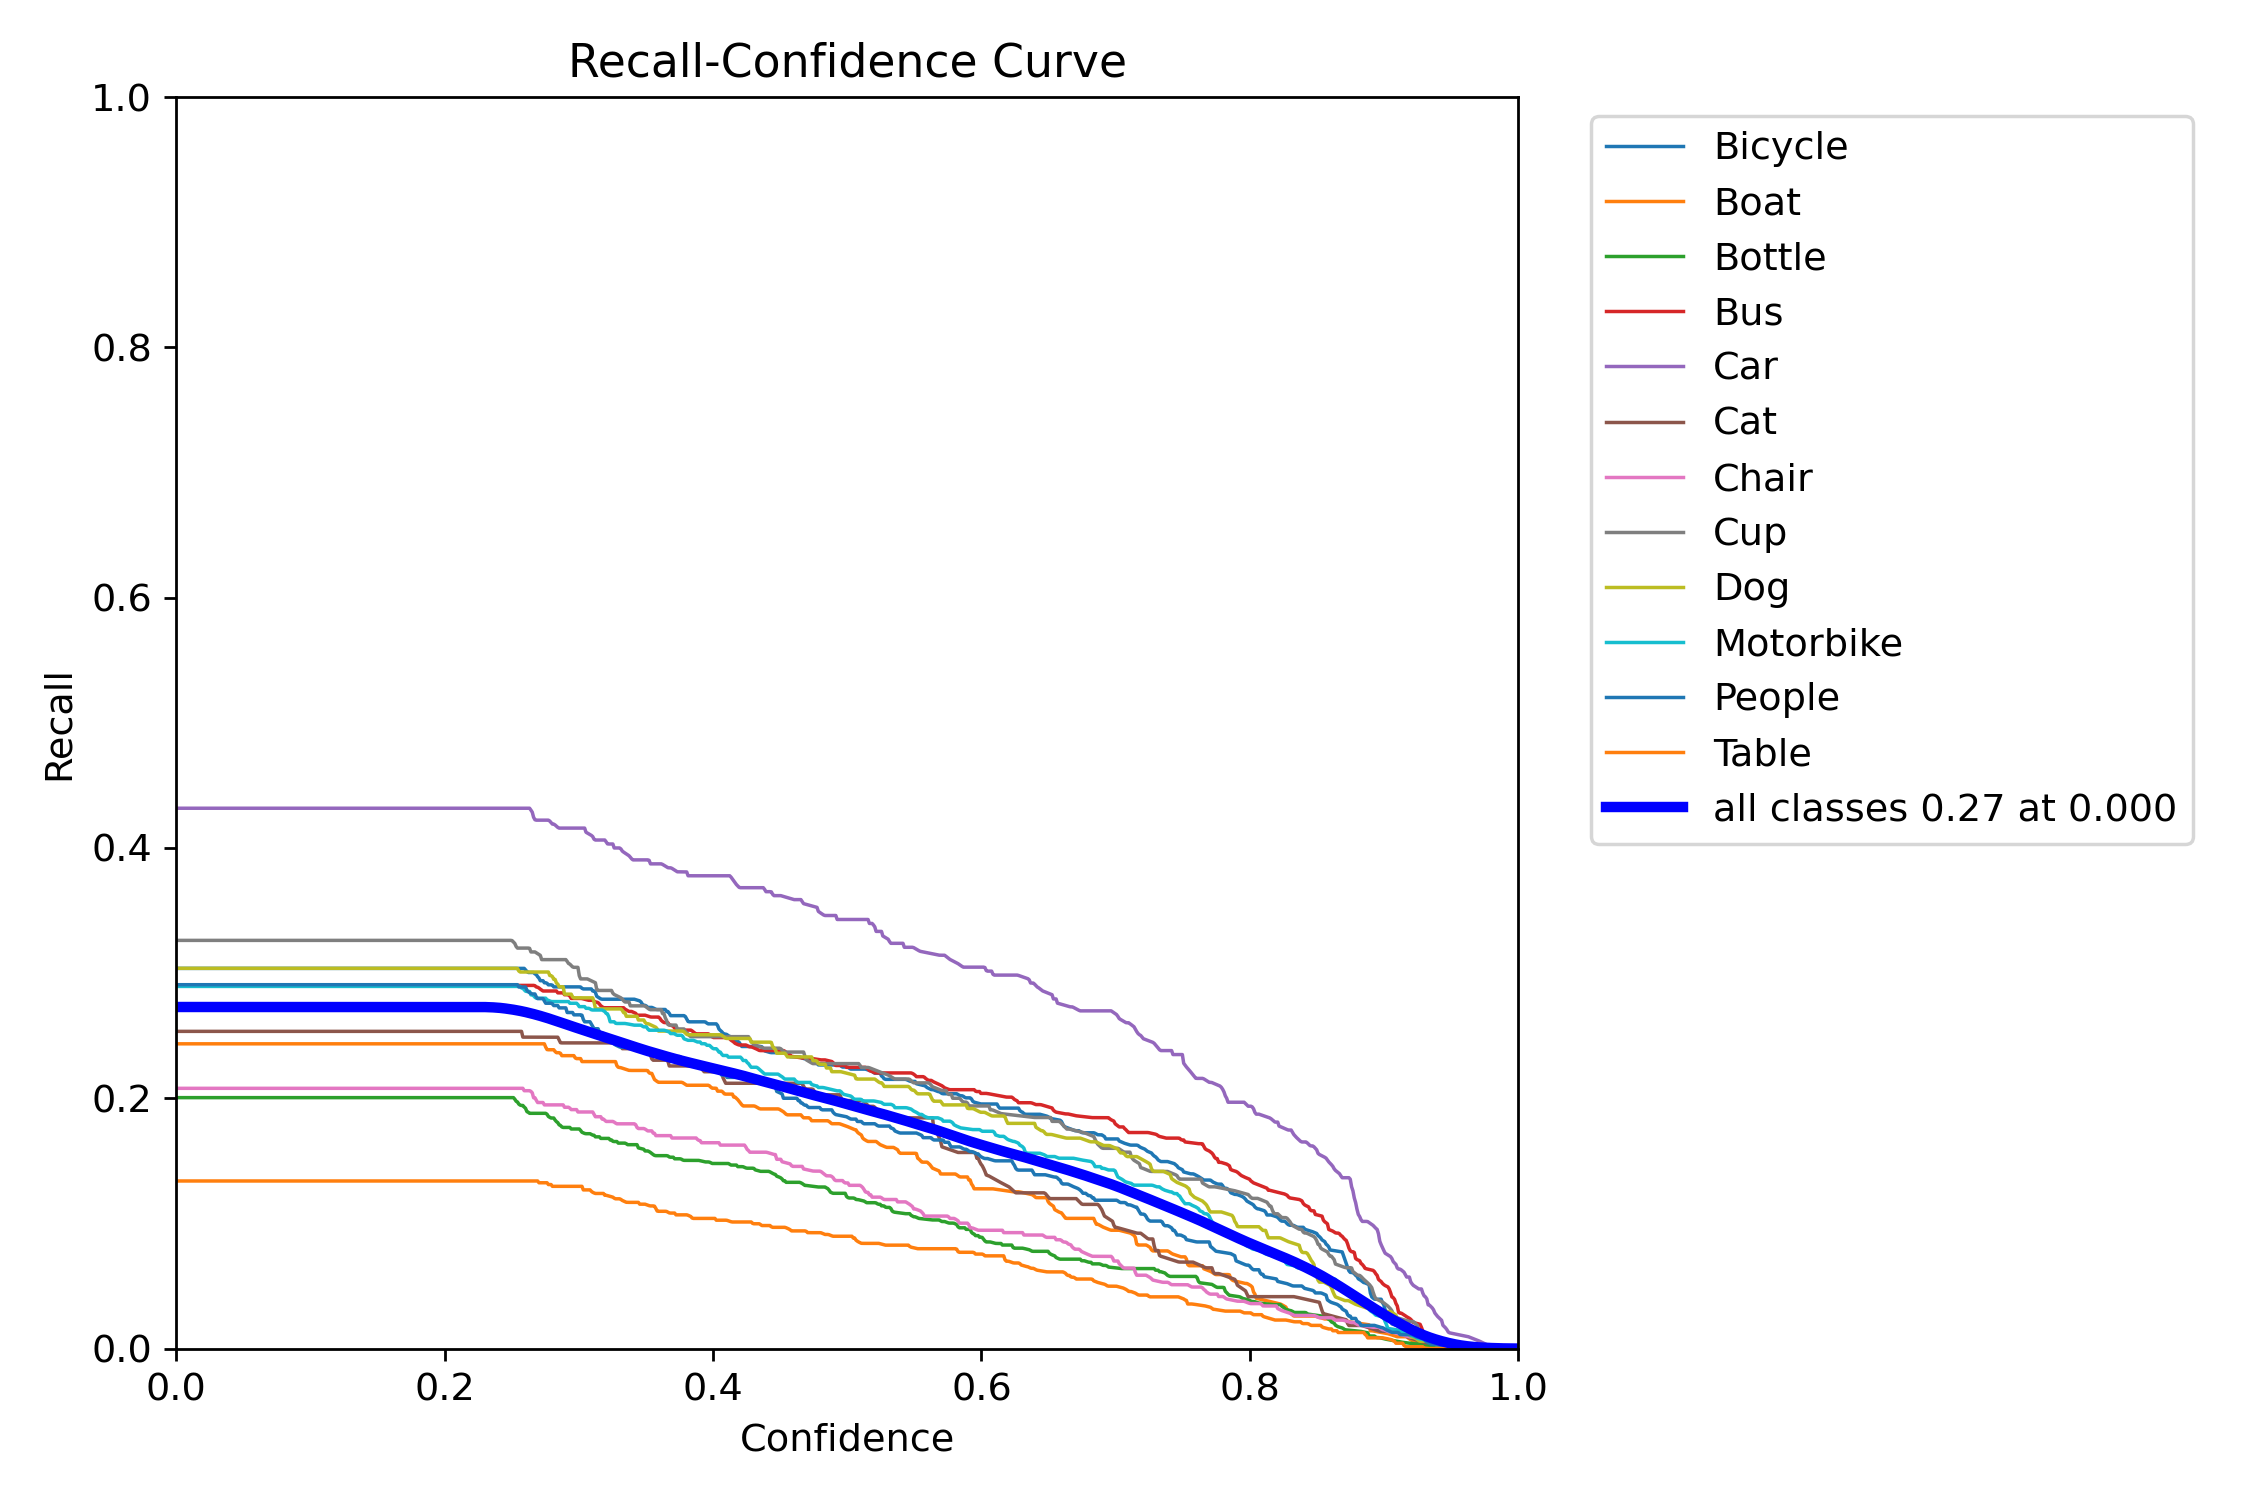 Recall-Confidence Curve
1.0
0.8
0.6
0.4
0.2
0.0
Recall
0.0 0.2 0.4 0.6 0.8 1.0
Confidence
Bicycle
Boat
Bottle
Bus
Car
Cat
Chair
Cup
Dog
Motorbike
People
Table
all classes 0.27 at 0.000